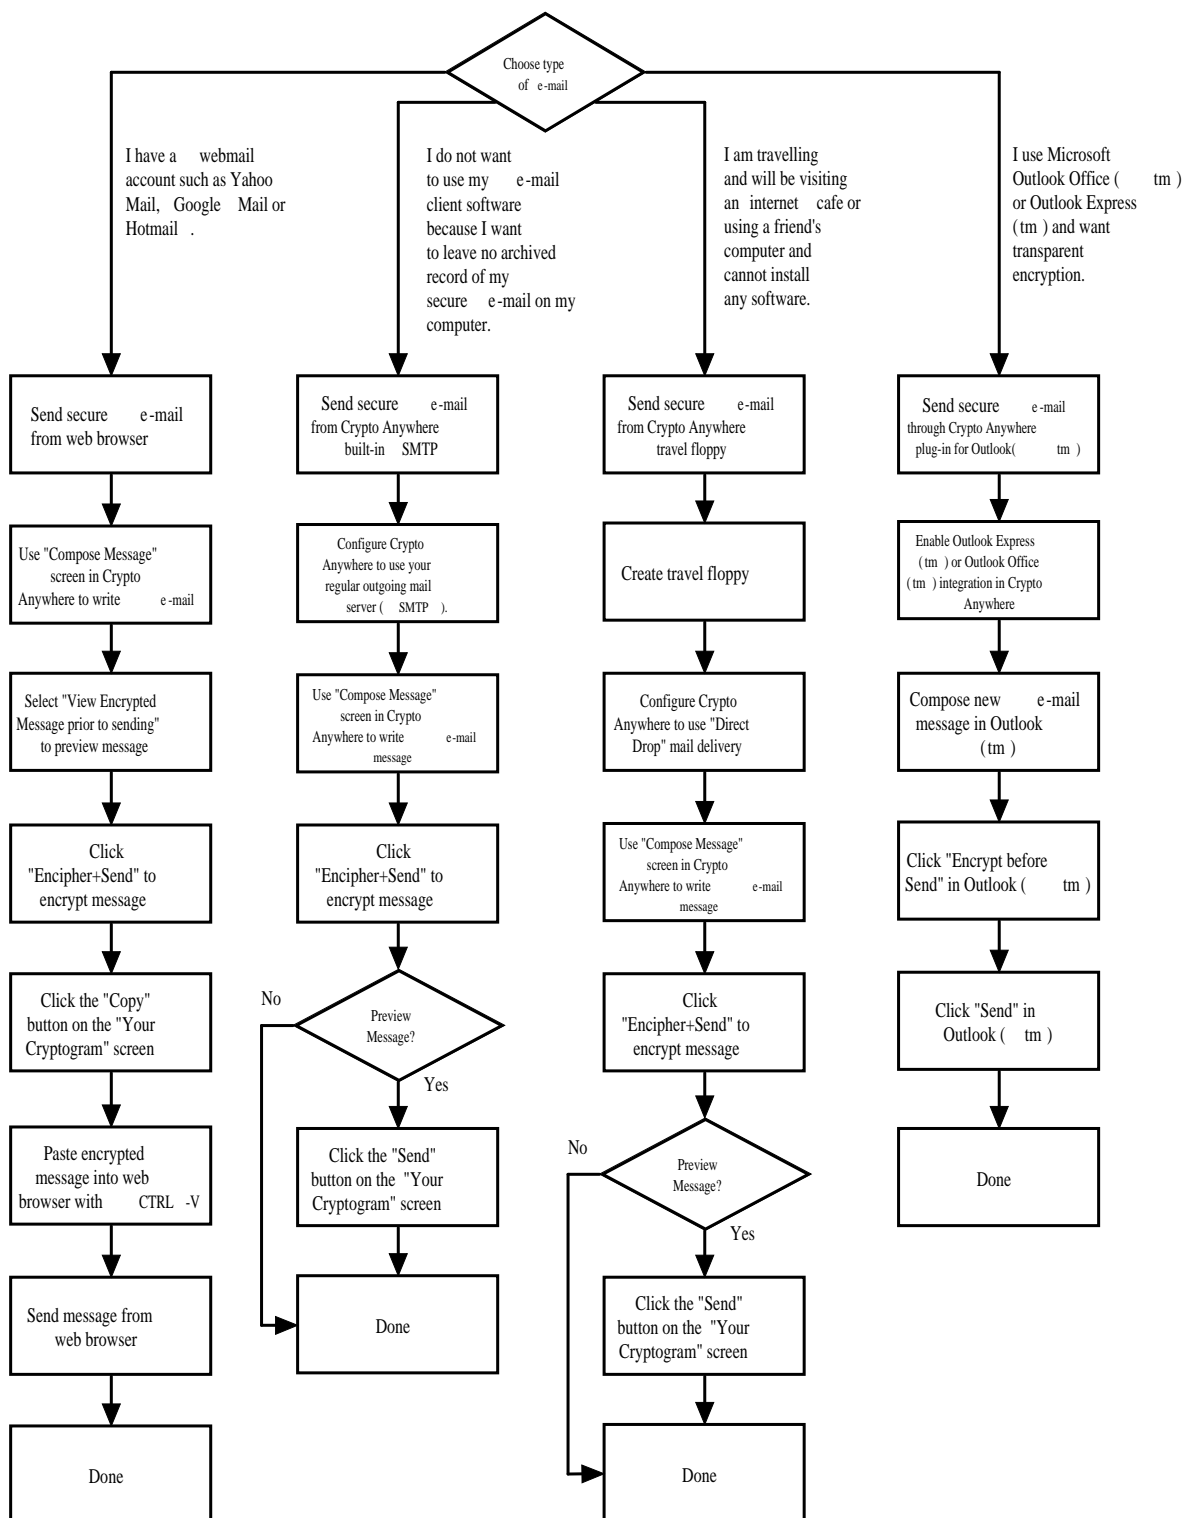 Choose type
of e-mail
I have a webmail
account such as Yahoo
Mail, Google Mail or
Hotmail .
I do not want
to use my e-mail
client software
because I want
to leave no archived
record of my
secure e-mail on my
computer.
I am travelling
and will be visiting
an internet cafe or
using a friend's
computer and
cannot install
any software.
I use Microsoft
Outlook Office ( tm )
or Outlook Express
(tm ) and want
transparent
encryption.
Send secure e-mail
from web browser
Use "Compose Message"
screen in Crypto
Anywhere to write e-mail
Select "View Encrypted
Message prior to sending"
to preview message
Click
"Encipher+Send" to
encrypt message
Click the "Copy"
button on the "Your
Cryptogram" screen
Paste encrypted
message into web
browser with CTRL -V
Send message from
web browser
Done
Send secure e-mail
from Crypto Anywhere
built-in SMTP
Configure Crypto
Anywhere to use your
regular outgoing mail
server ( SMTP ).
Use "Compose Message"
screen in Crypto
Anywhere to write e-mail
message
Click
"Encipher+Send" to
encrypt message
Preview
Message?
No
Yes
Click the "Send"
button on the "Your
Cryptogram" screen
Done
Send secure e-mail
from Crypto Anywhere
travel floppy
Create travel floppy
Configure Crypto
Anywhere to use "Direct
Drop" mail delivery
Use "Compose Message"
screen in Crypto
Anywhere to write e-mail
message
Click
"Encipher+Send" to
encrypt message
Preview
Message?
No
Yes
Click the "Send"
button on the "Your
Cryptogram" screen
Done
Send secure e-mail
through Crypto Anywhere
plug-in for Outlook( tm )
Enable Outlook Express
(tm ) or Outlook Office
(tm ) integration in Crypto
Anywhere
Compose new e-mail
message in Outlook
(tm )
Click "Encrypt before
Send" in Outlook ( tm )
Click "Send" in
Outlook ( tm )
Done